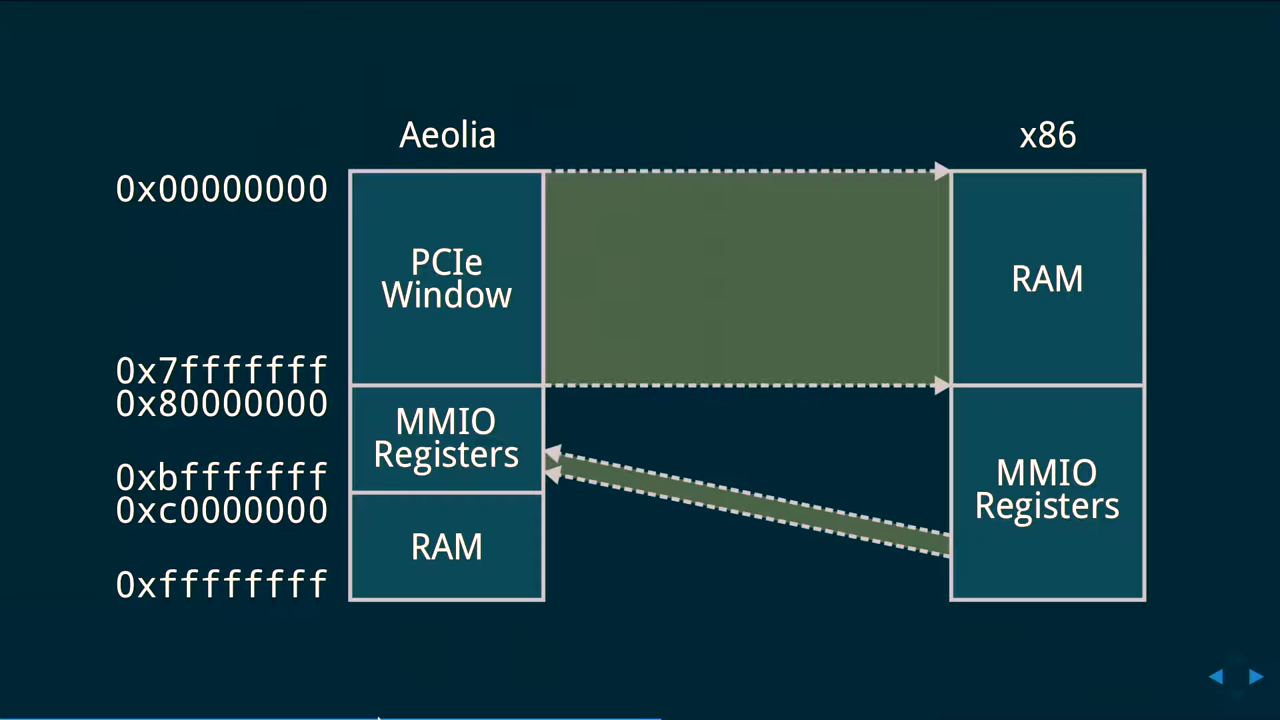 Aeolia
x86
0x00000000
PCIe
Window
RAM
0x7fffffff
0x80000000
MMIO
Registers
0xbfffffff
0xc0000000
MMIO
Registers
RAM
0xffffffff